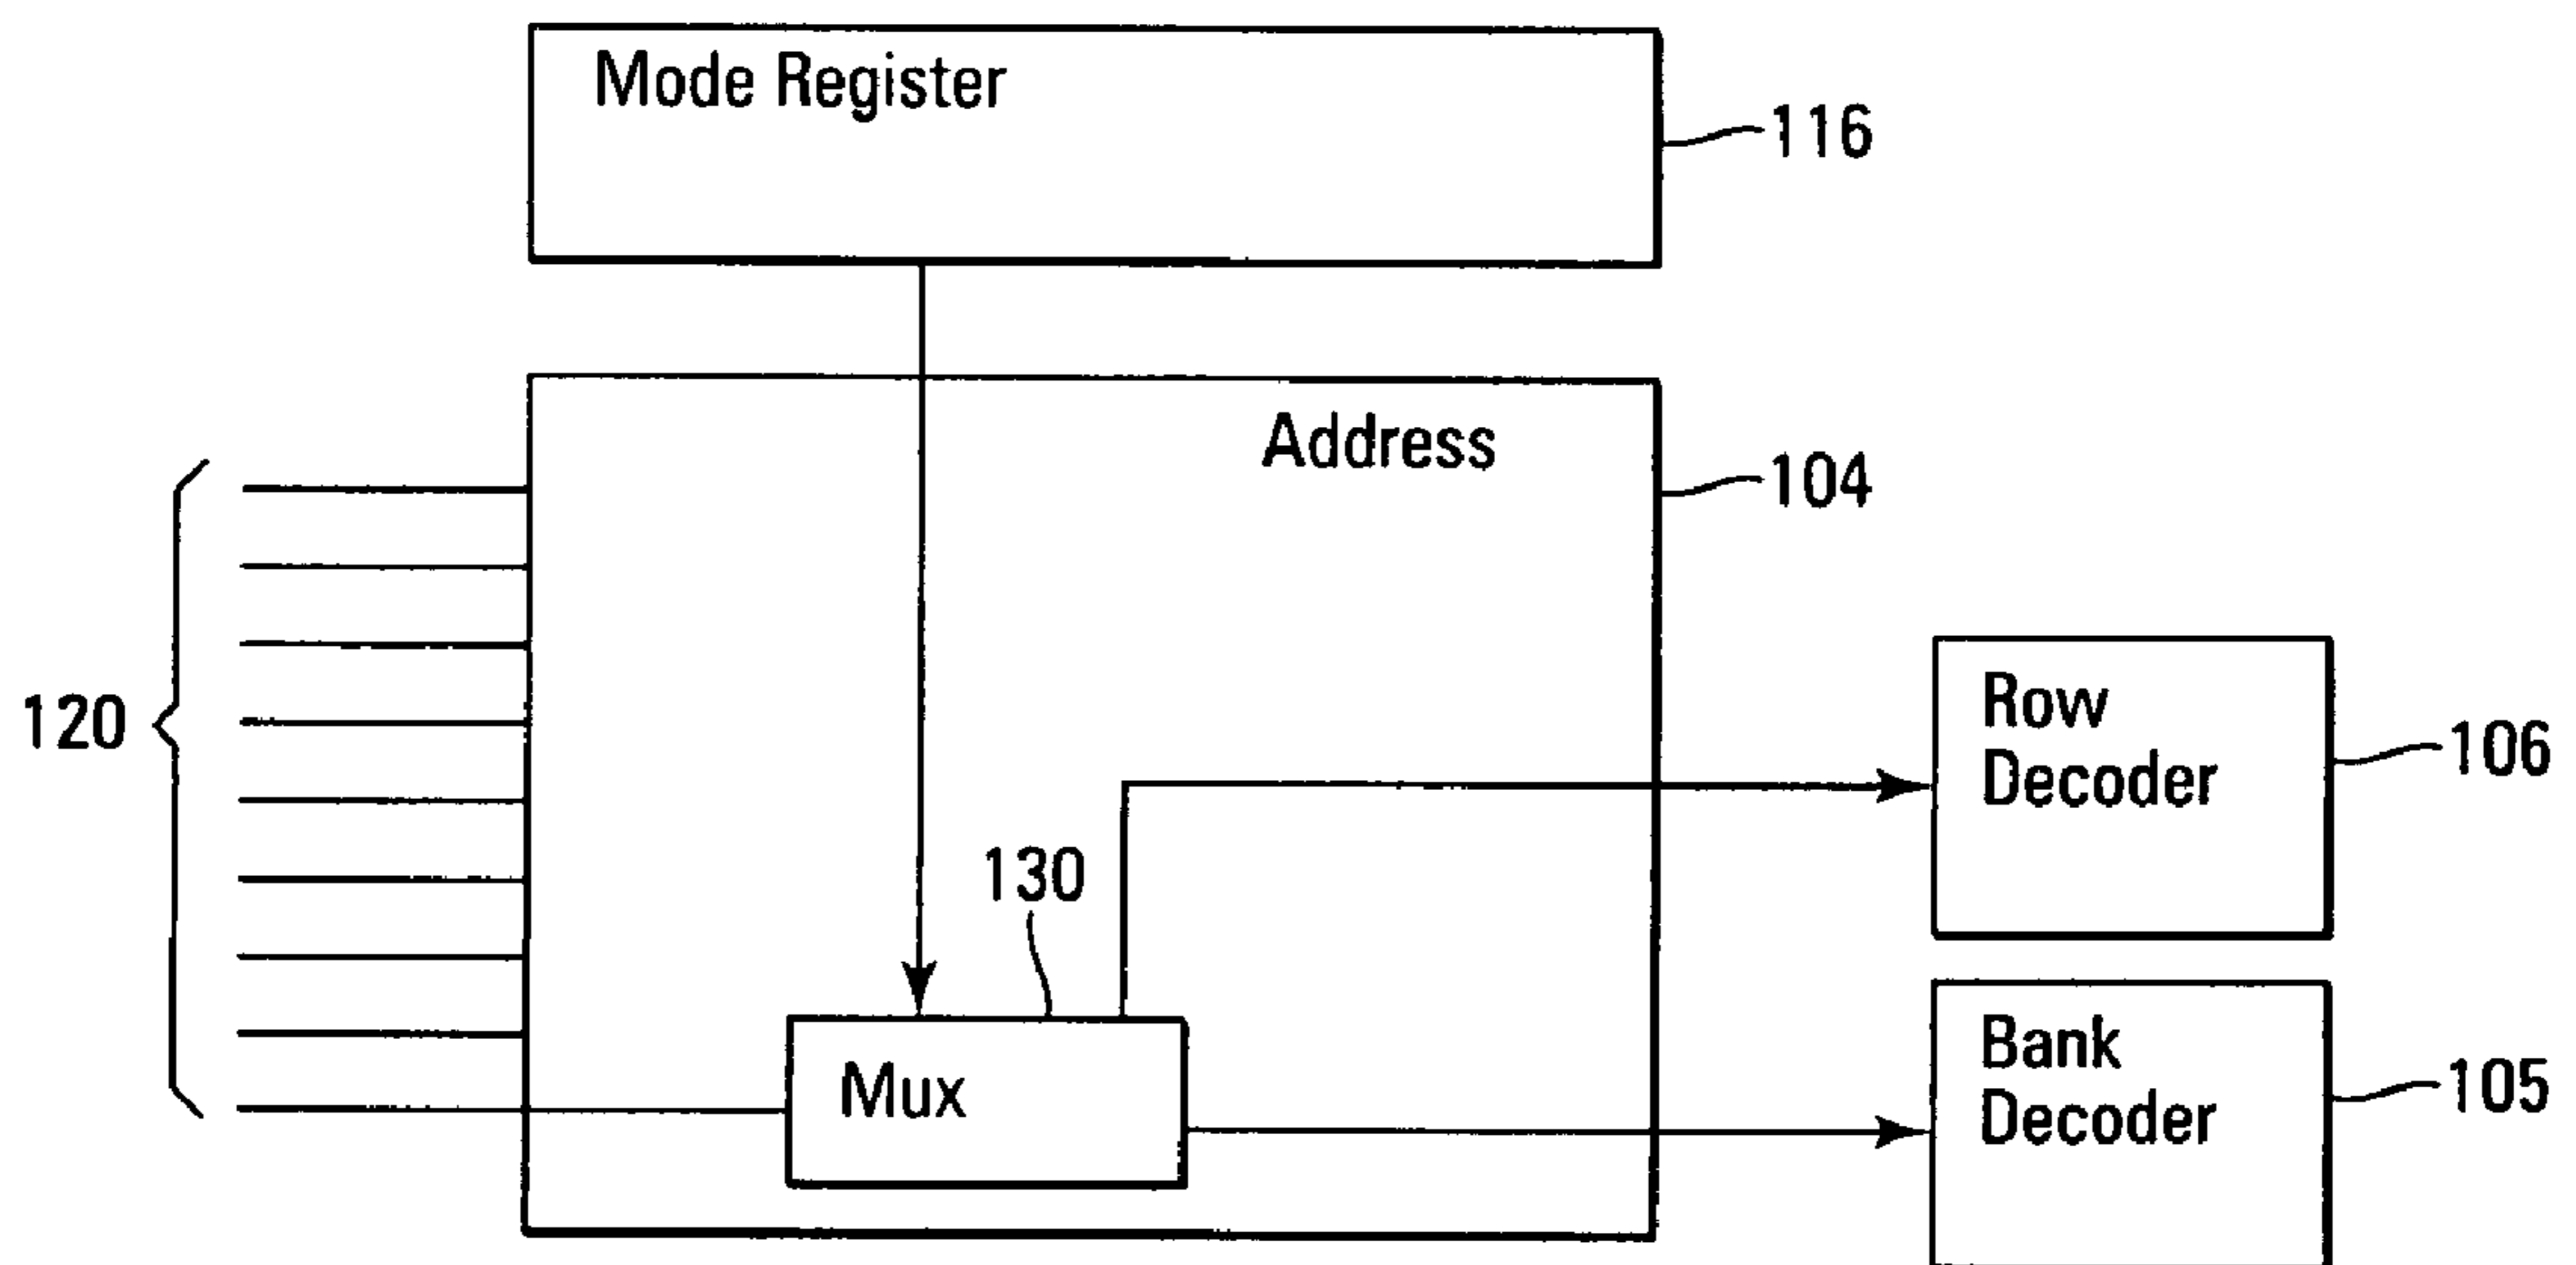 Mode Register
116
Address
104
120
Row
Decoder
106
130
Mux
Bank
Decoder
105